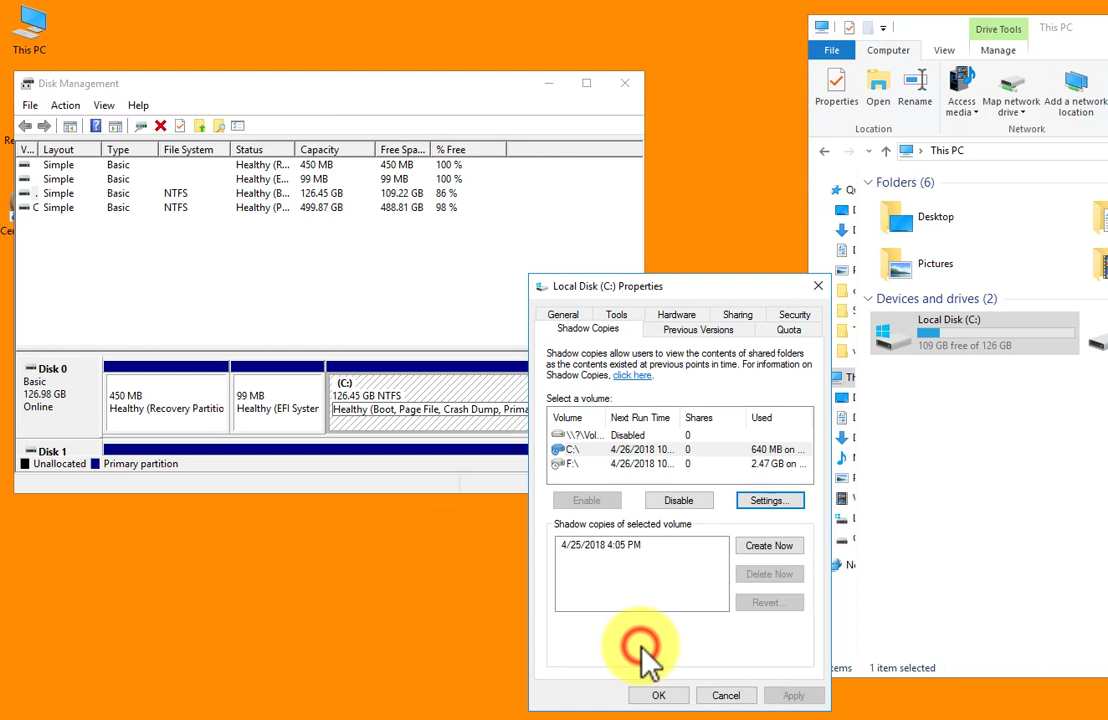 This PC
Disk Management
File Action View Help
V... Layout Type File System Status Capacity Free Spa... % Free
Simple Basic Healthy (R... 450 MB 450 MB 100 %
Simple Basic Healthy (E... 99 MB 99 MB 100 %
. Simple Basic NTFS Healthy (B... 126.45 GB 109.22 GB 86 %
C Simple Basic NTFS Healthy (P... 499.87 GB 488.81 GB 98 %
Disk 0
Basic
126.98 GB
Online
450 MB
Healthy (Recovery Partitio
99 MB
Healthy (EFI System
(C:)
126.45 GB NTFS
Healthy (Boot, Page File, Crash Dump, Prima
Disk 1
Unallocated Primary partition
Local Disk (C:) Properties
General Tools Hardware Sharing Security
Shadow Copies Previous Versions Quota
Shadow copies allow users to view the contents of shared folders
as the contents existed at previous points in time. For information on
Shadow Copies, click here.
Select a volume:
Volume Next Run Time Shares Used
\\?\Vol... Disabled 0
C:\ 4/26/2018 10... 0 640 MB on ...
F:\ 4/26/2018 10... 0 2.47 GB on ...
Enable Disable Settings...
Shadow copies of selected volume
4/25/2018 4:05 PM
Create Now
Delete Now
Revert...
OK Cancel Apply
Drive Tools This PC
File Computer View Manage
Properties Open Rename Access media Map network drive Add a network location
Location Network
This PC
Folders (6)
Desktop
Pictures
Devices and drives (2)
Local Disk (C:)
109 GB free of 126 GB
1 item selected